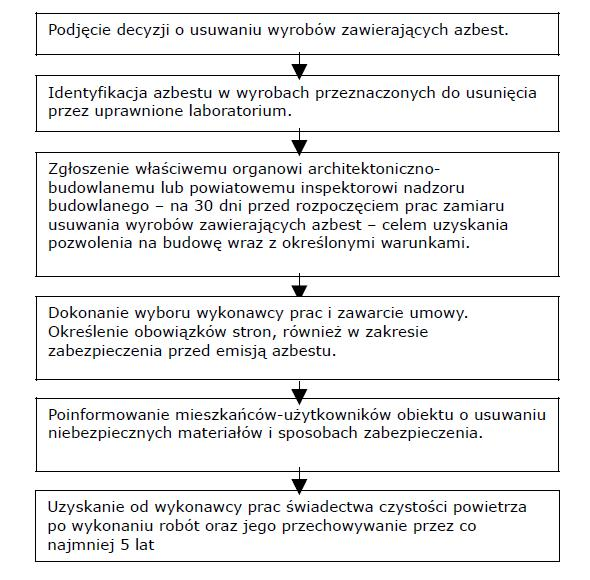 Podjęcie decyzji o usuwaniu wyrobów zawierających azbest.
Identyfikacja azbestu w wyrobach przeznaczonych do usunięcia
przez uprawnione laboratorium.
Zgłoszenie właściwemu organowi architektoniczno-
budowlanemu lub powiatowemu inspektorowi nadzoru
budowlanego – na 30 dni przed rozpoczęciem prac zamiaru
usuwania wyrobów zawierających azbest – celem uzyskania
pozwolenia na budowę wraz z określonymi warunkami.
Dokonanie wyboru wykonawcy prac i zawarcie umowy.
Określenie obowiązków stron, również w zakresie
zabezpieczenia przed emisją azbestu.
Poinformowanie mieszkańców-użytkowników obiektu o usuwaniu
niebezpiecznych materiałów i sposobach zabezpieczenia.
Uzyskanie od wykonawcy prac świadectwa czystości powietrza
po wykonaniu robót oraz jego przechowywanie przez co
najmniej 5 lat